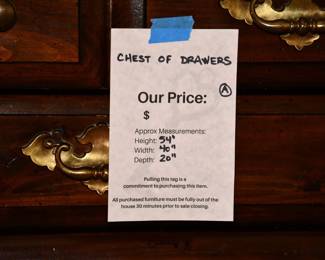 CHEST OF DRAWERS
Our Price:
A
$
Approx Measurements:
Height: 54"
Width: 40"
Depth: 20"
Pulling this tag is a
commitment to purchasing this item.
All purchased furniture must be fully out of the
house 30 minutes prior to sale closing.